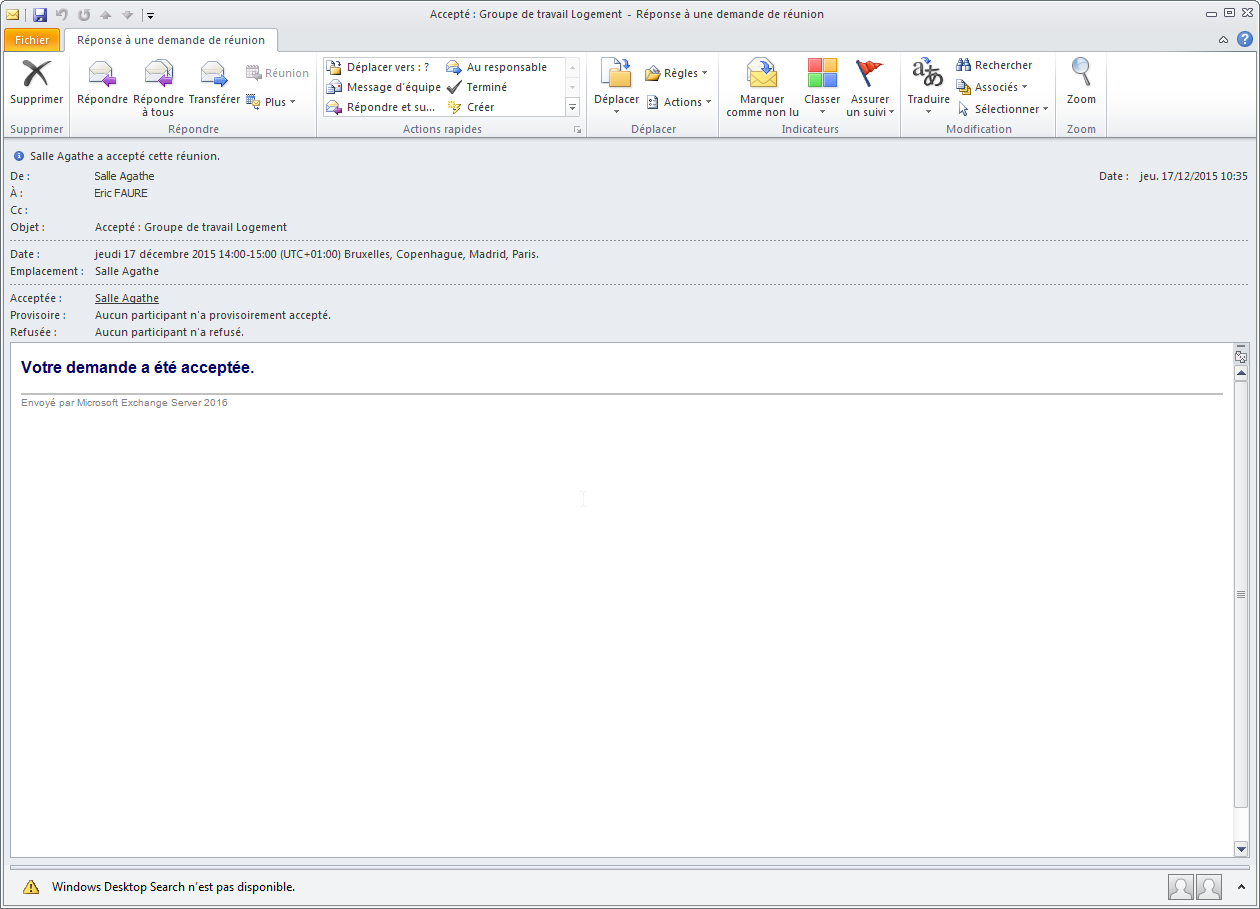 Accepté : Groupe de travail Logement - Réponse à une demande de réunion
Fichier
Réponse à une demande de réunion
Supprimer
Répondre
Répondre à tous
Transférer
Réunion
Plus
Déplacer vers : ?
Au responsable
Message d'équipe
Terminé
Répondre et su...
Créer
Déplacer
Règles
Actions
Marquer comme non lu
Classer
Assurer un suivi
Traduire
Rechercher
Associés
Sélectionner
Zoom
Supprimer
Répondre
Actions rapides
Déplacer
Indicateurs
Modification
Zoom
Salle Agathe a accepté cette réunion.
De : Salle Agathe
Date : jeu. 17/12/2015 10:35
À : Eric FAURE
Cc :
Objet : Accepté : Groupe de travail Logement
Date : jeudi 17 décembre 2015 14:00-15:00 (UTC+01:00) Bruxelles, Copenhague, Madrid, Paris.
Emplacement : Salle Agathe
Acceptée : Salle Agathe
Provisoire : Aucun participant n'a provisoirement accepté.
Refusée : Aucun participant n'a refusé.
Votre demande a été acceptée.
Envoyé par Microsoft Exchange Server 2016
Windows Desktop Search n'est pas disponible.